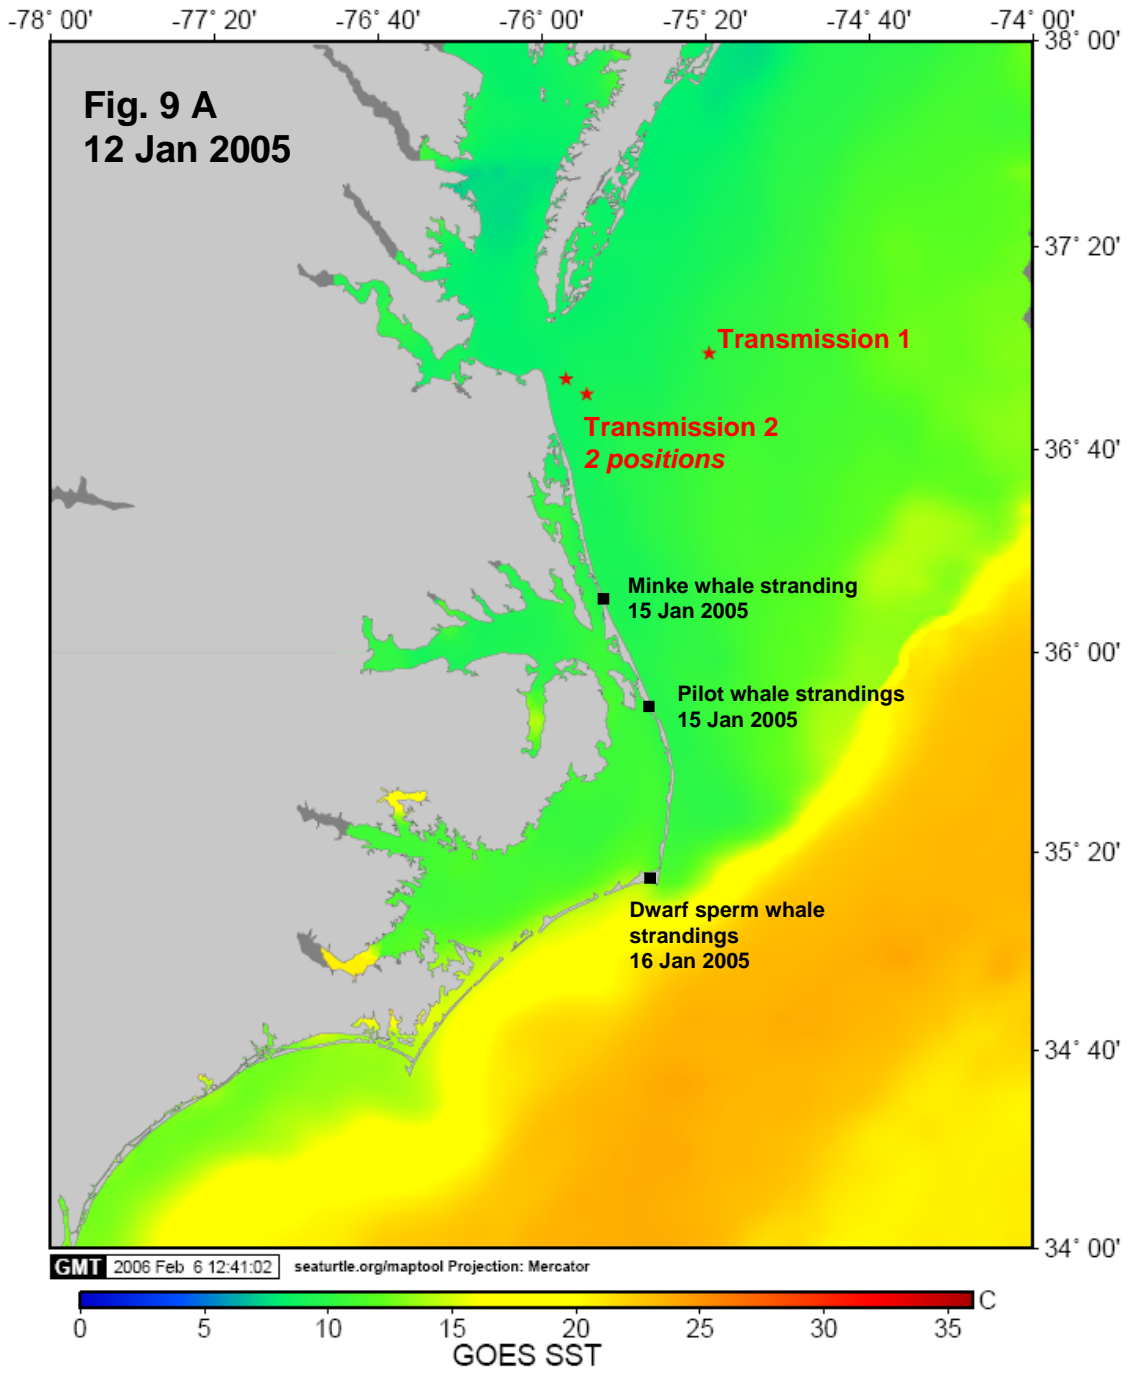 -78° 00'
-77° 20'
-76° 40'
-76° 00'
-75° 20'
-74° 40'
-74° 00'
38° 00'
Fig. 9 A
12 Jan 2005
37° 20'
Transmission 1
Transmission 2
2 positions
36° 40'
Minke whale stranding
15 Jan 2005
36° 00'
Pilot whale strandings
15 Jan 2005
35° 20'
Dwarf sperm whale
strandings
16 Jan 2005
34° 40'
34° 00'
GMT 2006 Feb 6 12:41:02 seaturtle.org/maptool Projection: Mercator
C
0 5 10 15 20 25 30 35
GOES SST